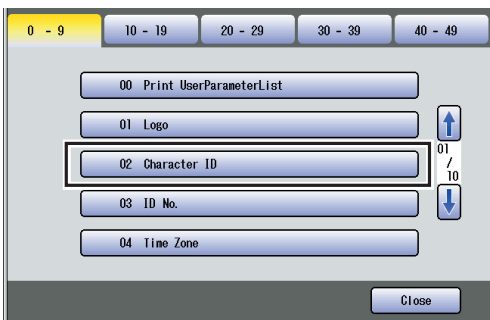 0 - 9
10 - 19
20 - 29
30 - 39
40 - 49
00 Print UserParameterList
01 Logo
02 Character ID
03 ID No.
04 Time Zone
01
/
10
Close